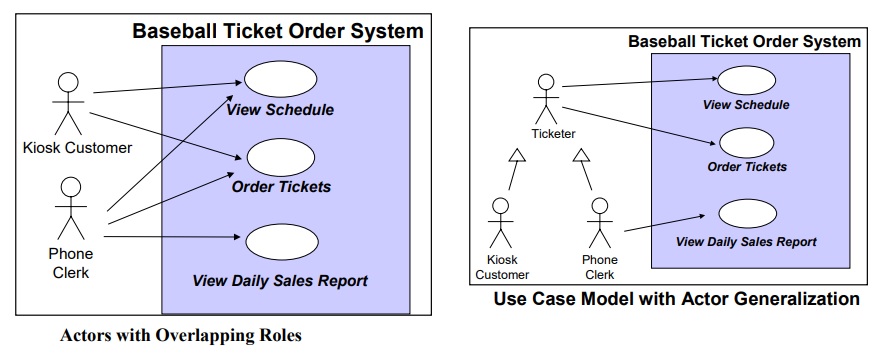 Baseball Ticket Order System
View Schedule
Kiosk Customer
Order Tickets
Phone
Clerk
View Daily Sales Report
Actors with Overlapping Roles
Baseball Ticket Order System
View Schedule
Ticketer
Order Tickets
View Daily Sales Report
Kiosk
Customer
Phone
Clerk
Use Case Model with Actor Generalization